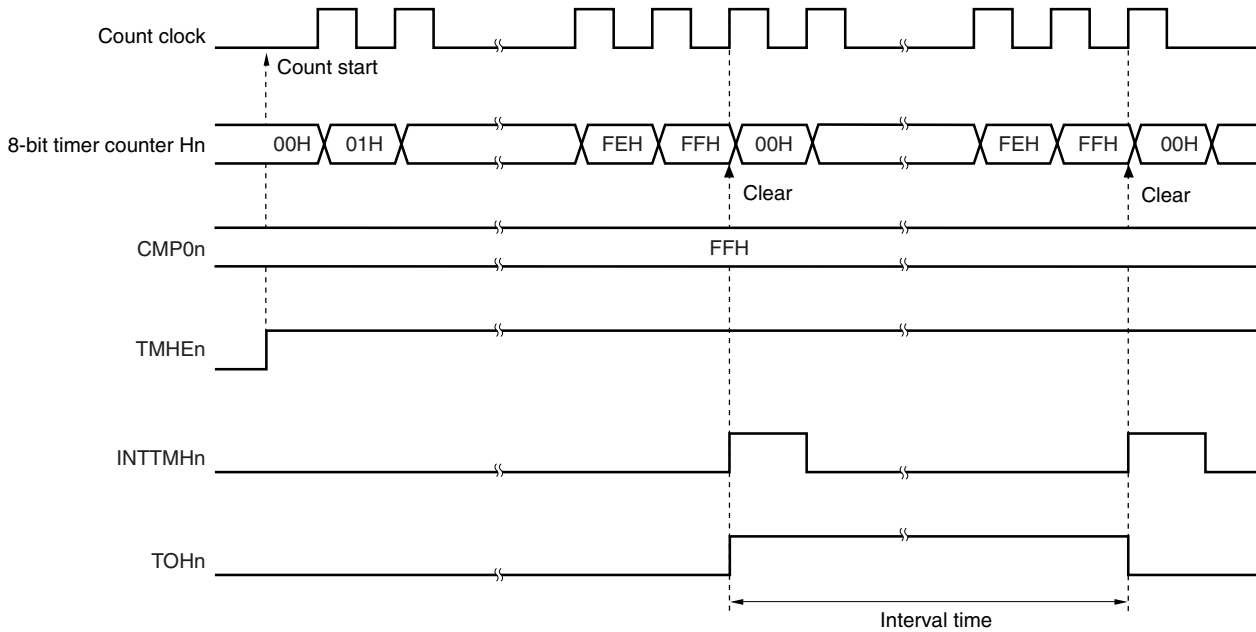 Count clock
Count start
8-bit timer counter Hn
00H 01H FEH FFH 00H FEH FFH 00H
Clear Clear
CMP0n
FFH
TMHEn
INTTMHn
TOHn
Interval time